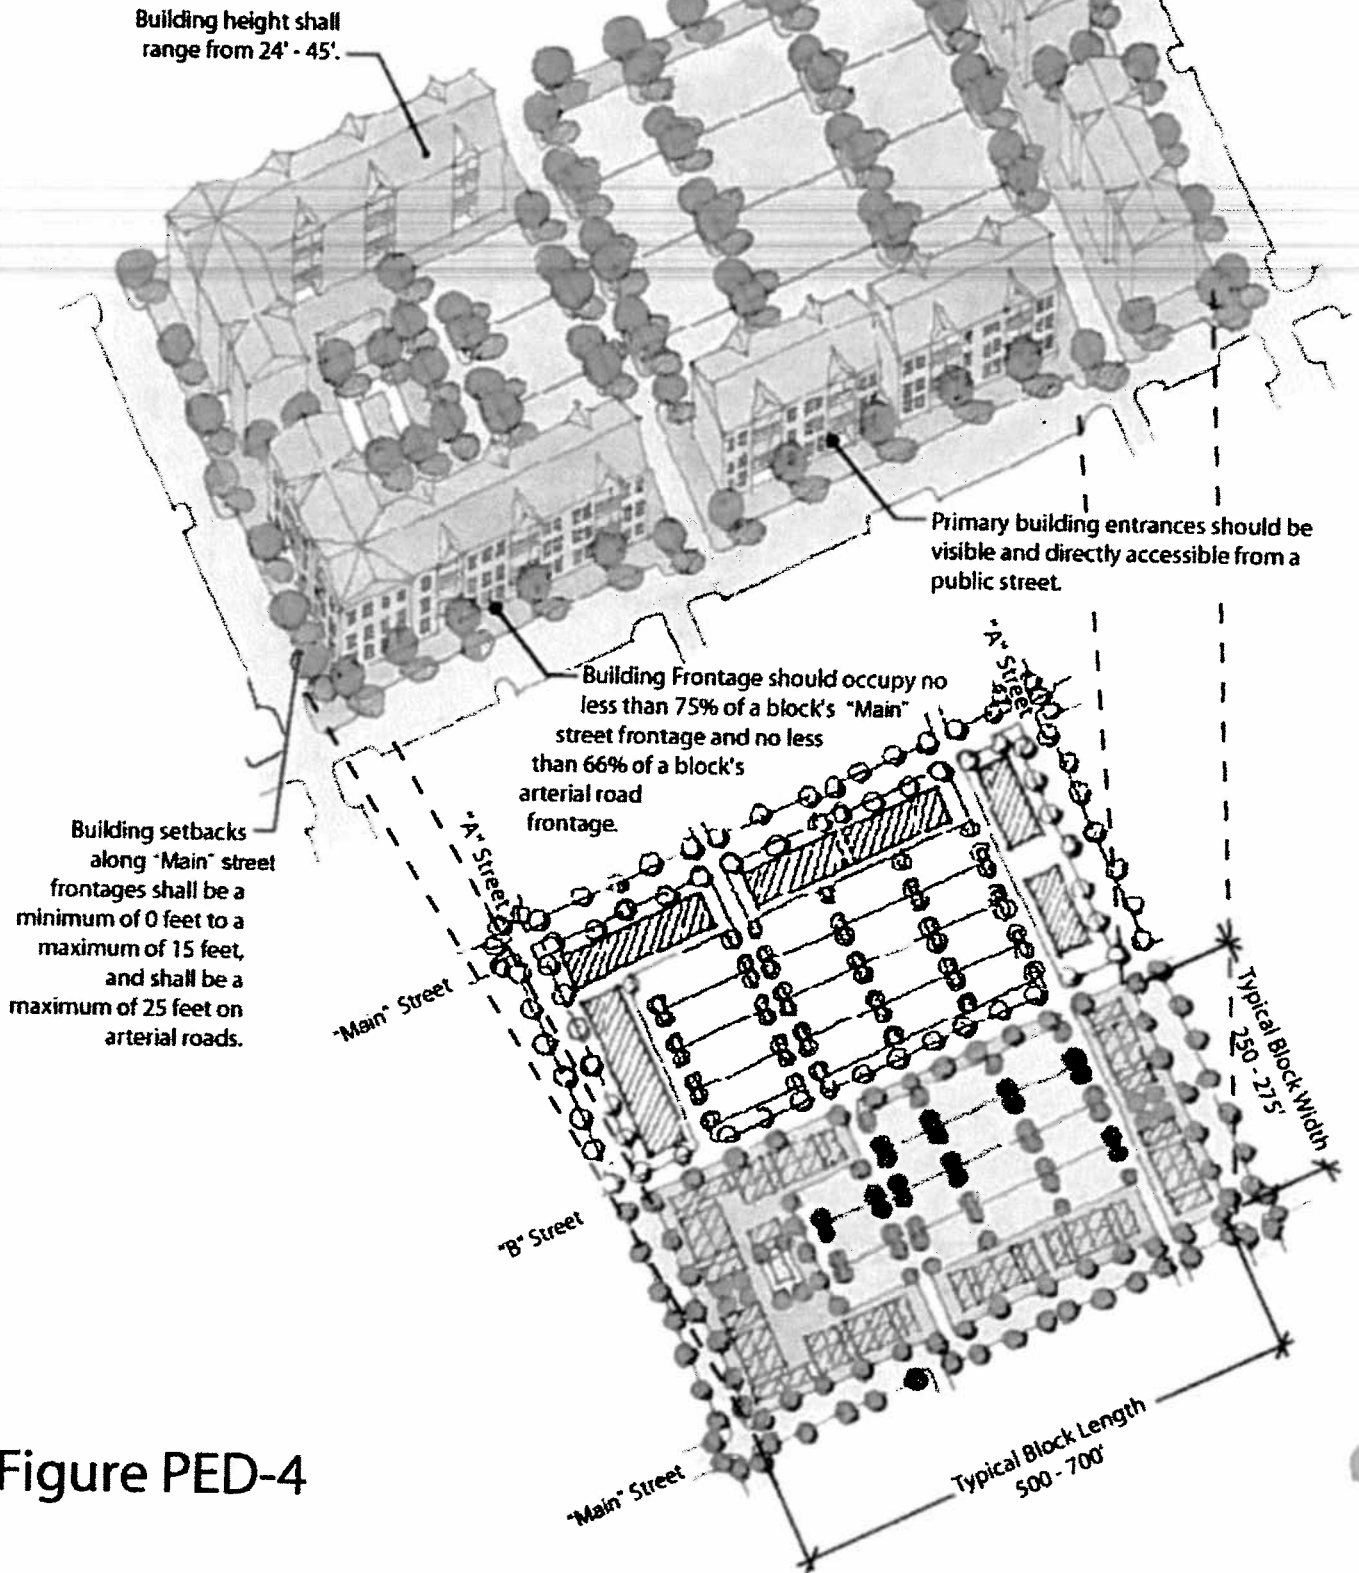 Building height shall
range from 24' - 45'.
Primary building entrances should be
visible and directly accessible from a
public street.
Building Frontage should occupy no
less than 75% of a block's "Main"
street frontage and no less
than 66% of a block's
arterial road
frontage.
Building setbacks
along "Main" street
frontages shall be a
minimum of 0 feet to a
maximum of 15 feet,
and shall be a
maximum of 25 feet on
arterial roads.
"A" Street
"A" Street
"Main" Street
"B" Street
"Main" Street
Typical Block Width
250 - 275'
Typical Block Length
500 - 700'
Figure PED-4